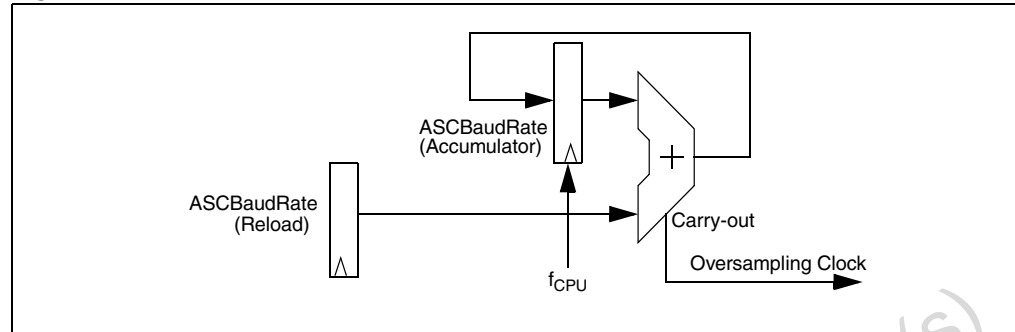 ASCBaudRate
(Accumulator)
+
ASCBaudRate
(Reload)
Carry-out
Oversampling Clock
fCPU